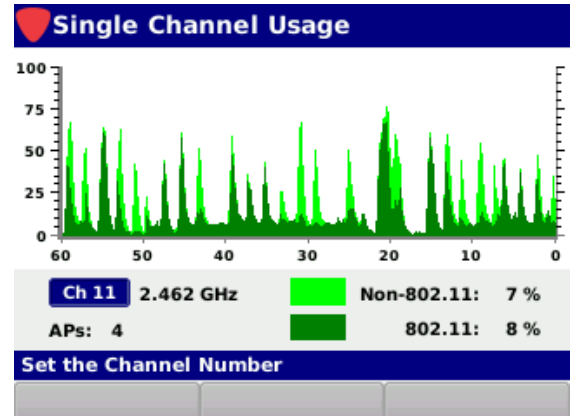 Single Channel Usage
100
75
50
25
0
60 50 40 30 20 10 0
Ch 11 2.462 GHz Non-802.11: 7 %
APs: 4 802.11: 8 %
Set the Channel Number